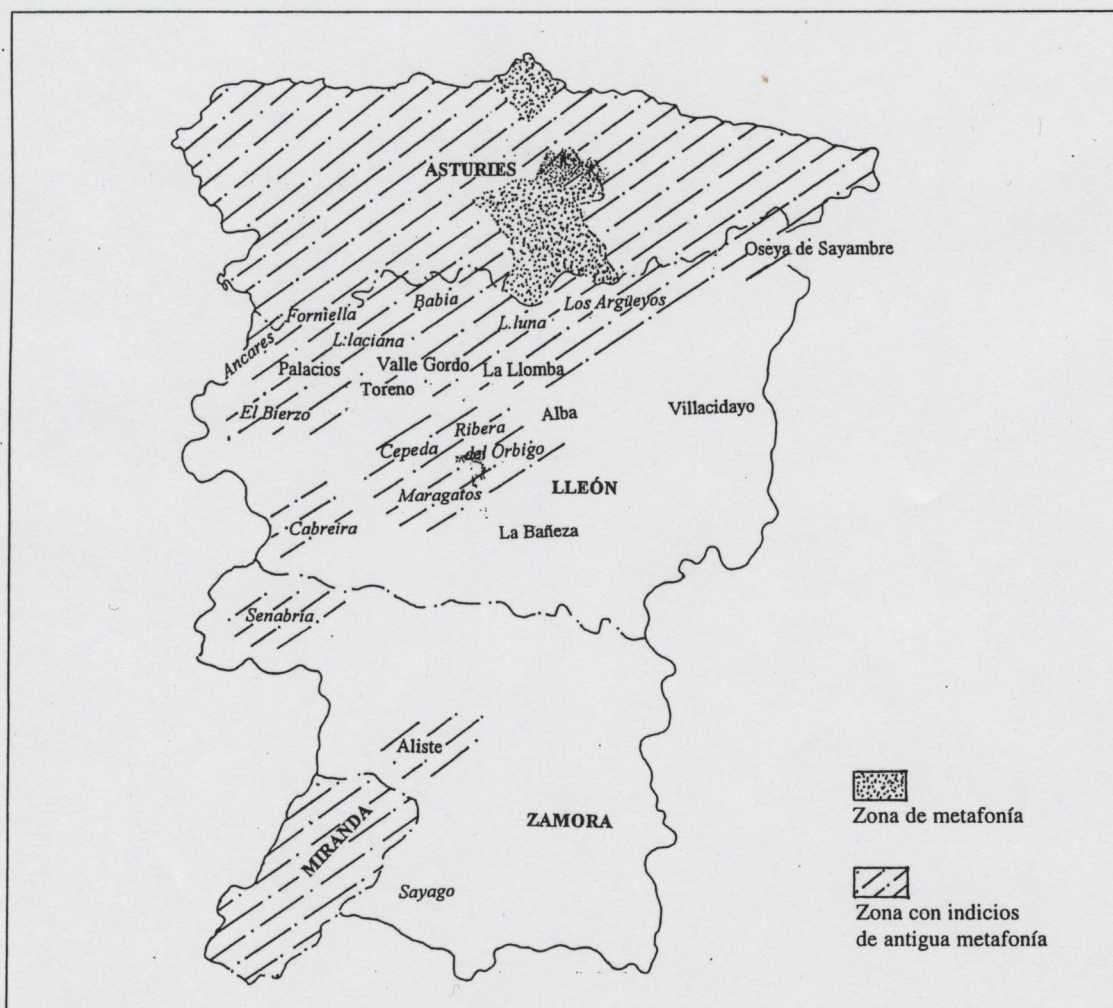 ASTURIES
Oseya de Sayambre
Babia
Los Argüeyos
Forniella
L.luna
Ancares
L:laciana
Palacios
Valle Gordo
La Llomba
Toreno
El Bierzo
Alba
Villacidayo
Ribera
del Orbigo
Cepeda
Maragatos
LLEÓN
Cabreira
La Bañeza
Senabria
Aliste
MIRANDA
ZAMORA
Sayago
Zona de metafonía
Zona con indicios
de antigua metafonía